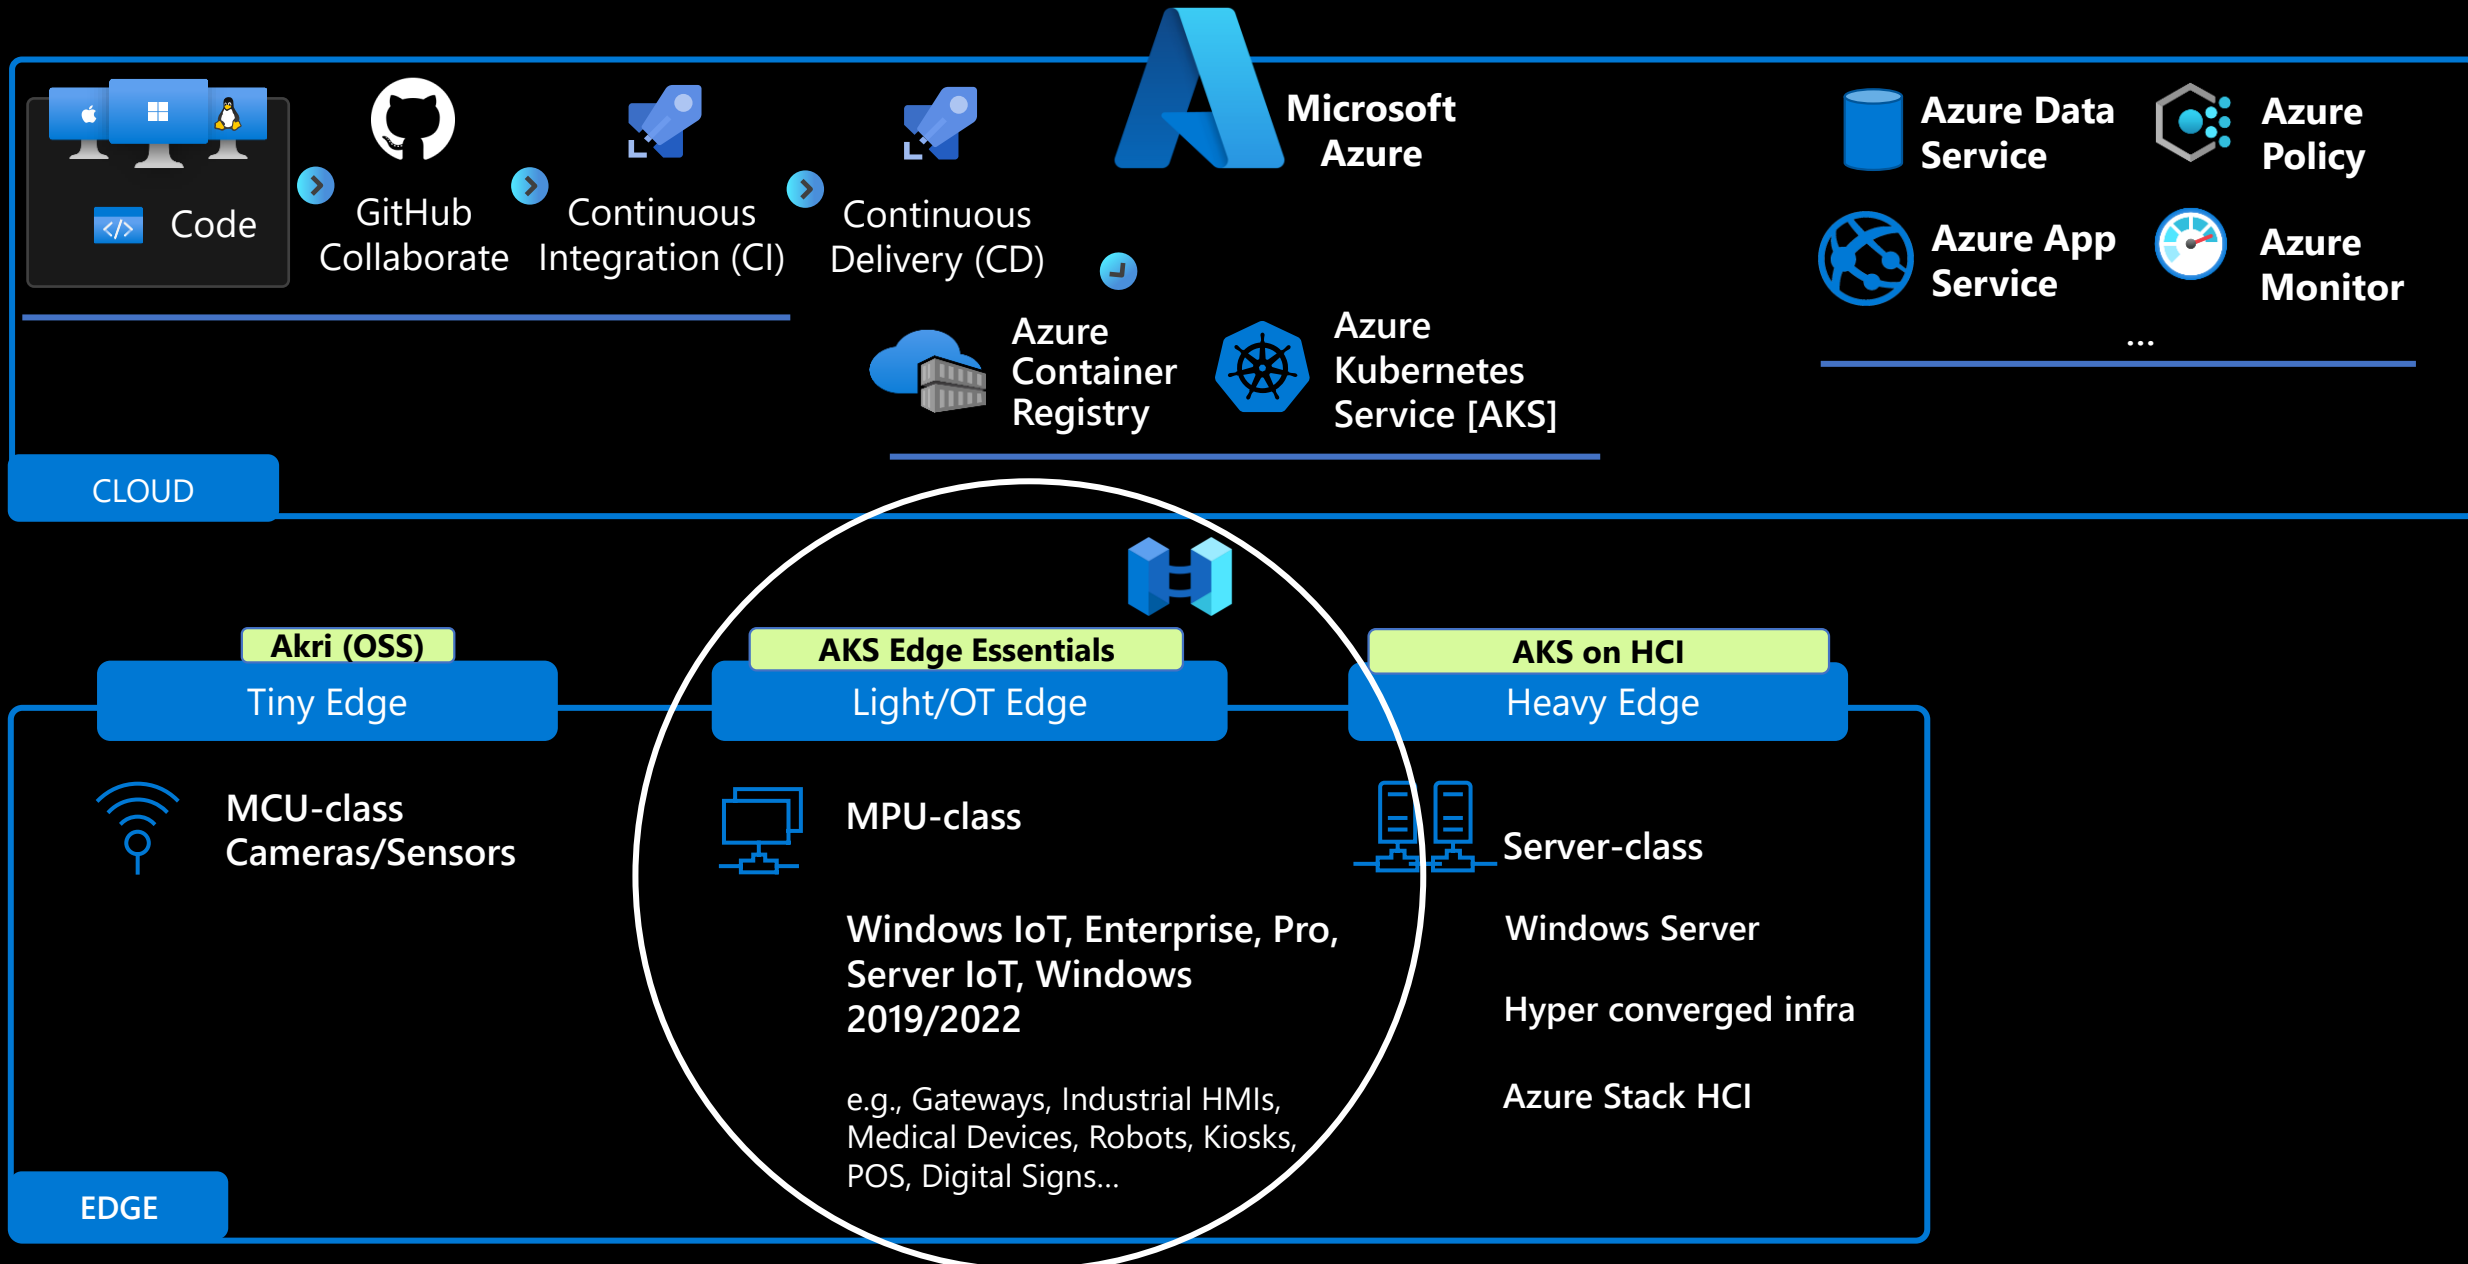 Microsoft
Azure
Code
GitHub
Collaborate
Continuous
Integration (CI)
Continuous
Delivery (CD)
Azure Data
Service
Azure
Policy
Azure App
Service
Azure
Monitor
...
Azure
Container
Registry
Azure
Kubernetes
Service [AKS]
CLOUD
Akri (OSS)
Tiny Edge
MCU-class
Cameras/Sensors
AKS Edge Essentials
Light/OT Edge
MPU-class
Windows IoT, Enterprise, Pro,
Server IoT, Windows
2019/2022
e.g., Gateways, Industrial HMIs,
Medical Devices, Robots, Kiosks,
POS, Digital Signs...
AKS on HCI
Heavy Edge
Server-class
Windows Server
Hyper converged infra
Azure Stack HCI
EDGE